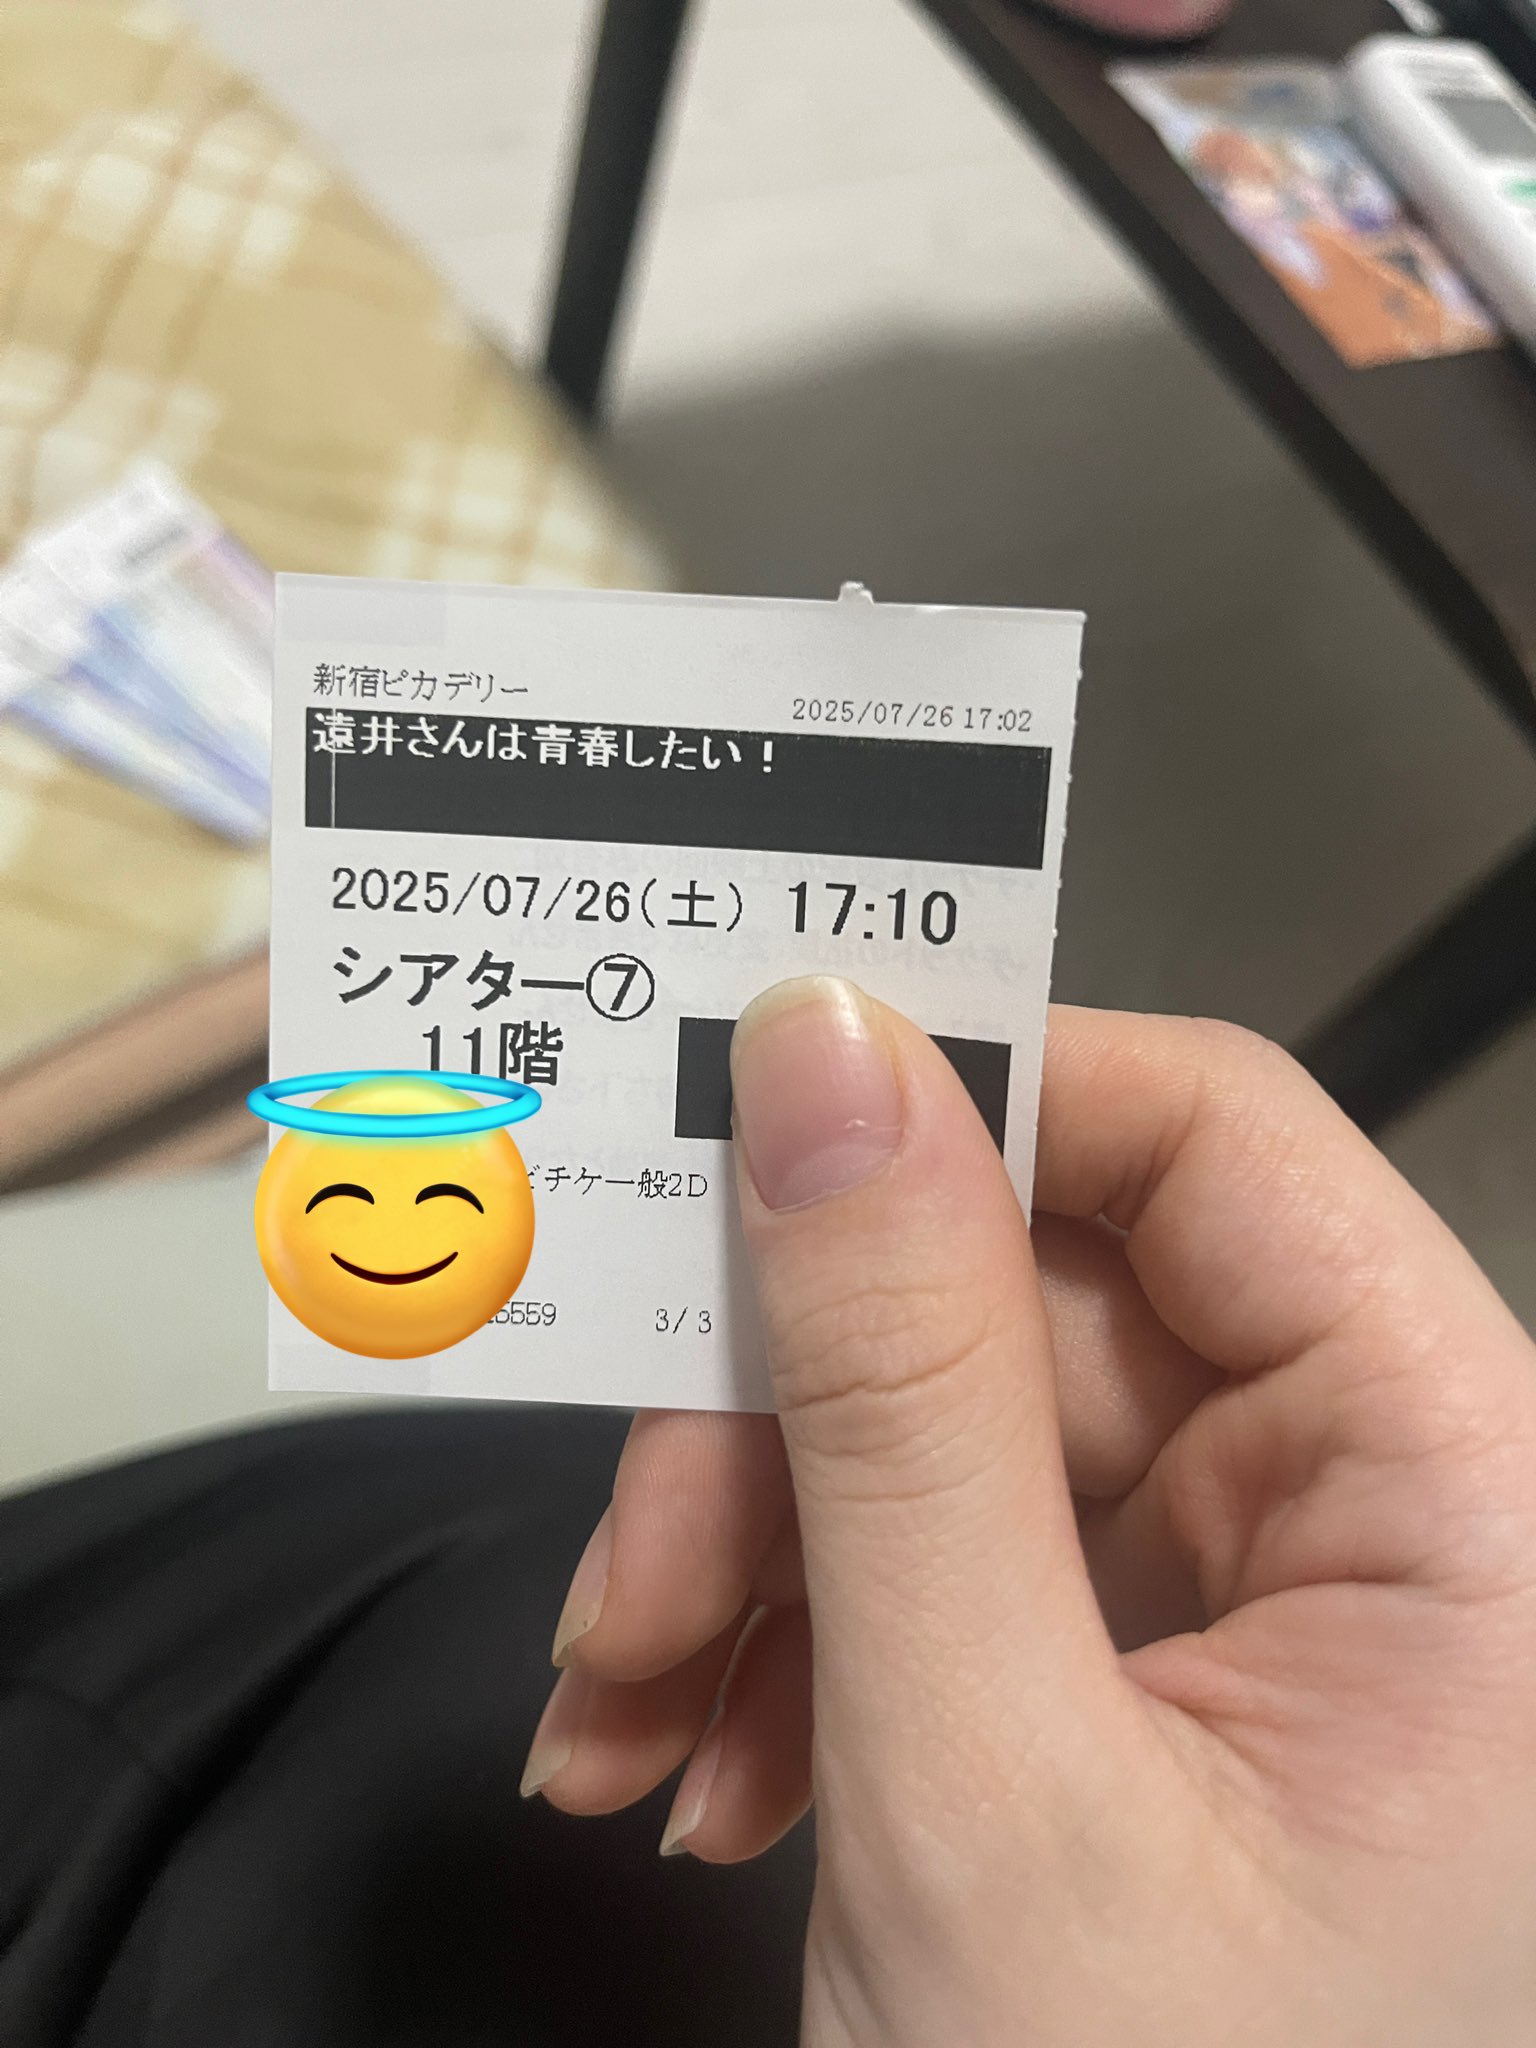 新宿ピカデリー
2025/07/26 17:02
遠井さんは青春したい!
2025/07/26(土) 17:10
シアター⑦
11階
ビチケ一般2D
5559 3/3